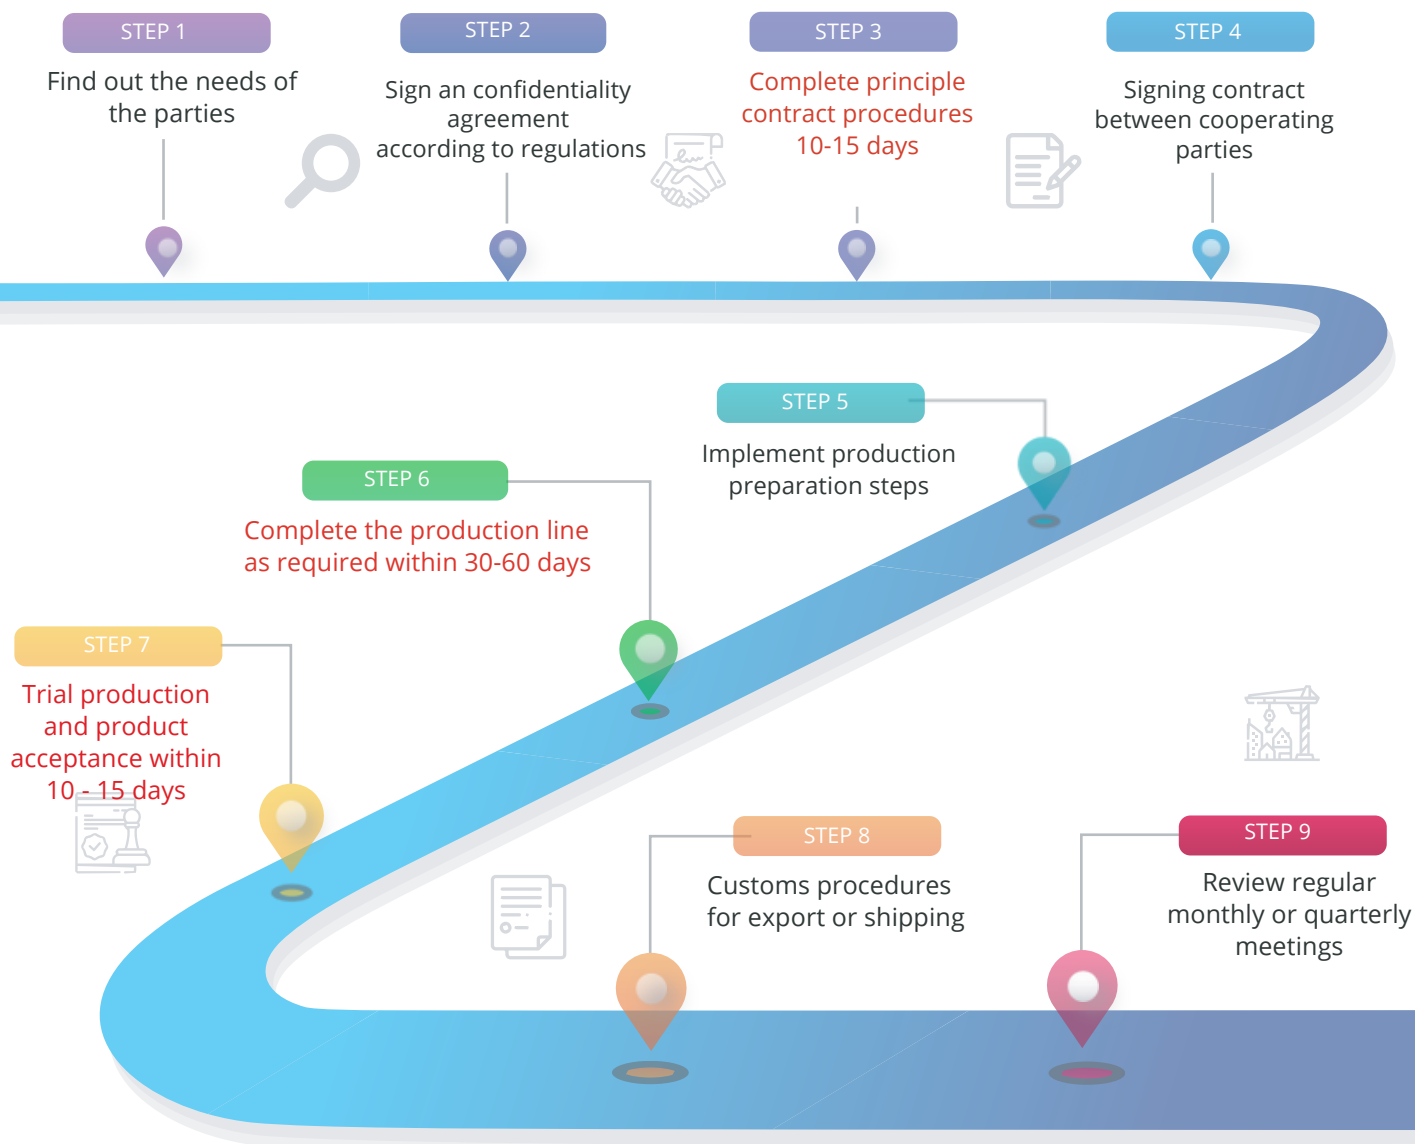 STEP 1
Find out the needs of
the parties
STEP 2
Sign an confidentiality
agreement
according to regulations
STEP 3
Complete principle
contract procedures
10-15 days
STEP 4
Signing contract
between cooperating
parties
STEP 5
Implement production
preparation steps
STEP 6
Complete the production line
as required within 30-60 days
STEP 7
Trial production
and product
acceptance within
10 - 15 days
STEP 8
Customs procedures
for export or shipping
STEP 9
Review regular
monthly or quarterly
meetings